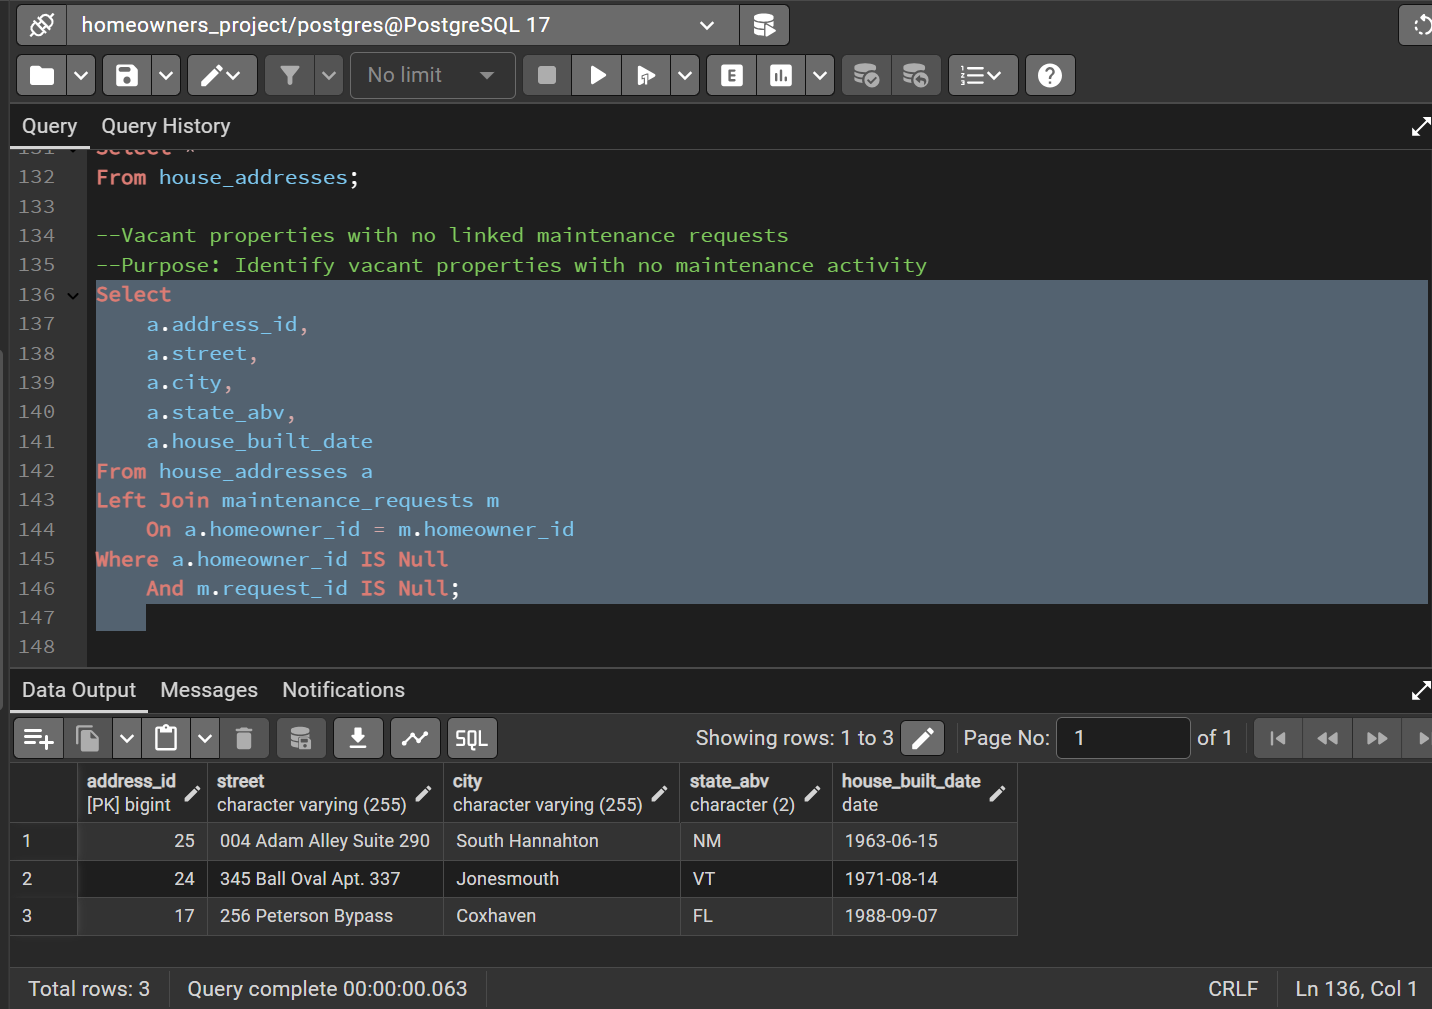 homeowners_project/postgres@PostgreSQL 17
No limit
E
Query Query History
131 Select *
132 From house_addresses;
133
134 --Vacant properties with no linked maintenance requests
135 --Purpose: Identify vacant properties with no maintenance activity
136 Select
137 a.address_id,
138 a.street,
139 a.city,
140 a.state_abv,
141 a.house_built_date
142 From house_addresses a
143 Left Join maintenance_requests m
144 On a.homeowner_id = m.homeowner_id
145 Where a.homeowner_id IS Null
146 And m.request_id IS Null;
147
148
Data Output Messages Notifications
SQL Showing rows: 1 to 3 Page No: 1 of 1
address_id street city state_abv house_built_date
[PK] bigint character varying (255) character varying (255) character (2) date
1 25 004 Adam Alley Suite 290 South Hannahton NM 1963-06-15
2 24 345 Ball Oval Apt. 337 Jonesmouth VT 1971-08-14
3 17 256 Peterson Bypass Coxhaven FL 1988-09-07
Total rows: 3 Query complete 00:00:00.063 CRLF Ln 136, Col 1